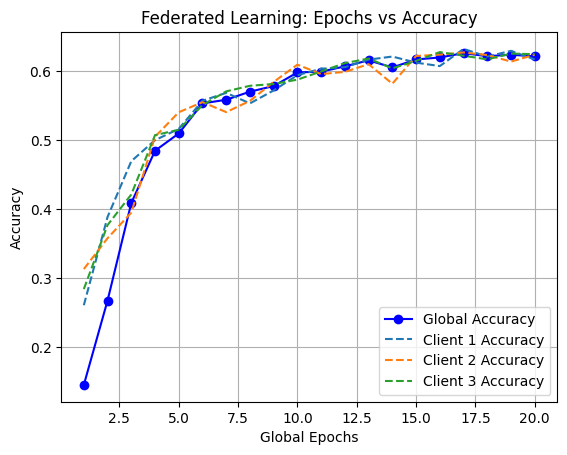 Federated Learning: Epochs vs Accuracy
Accuracy
0.6
0.5
0.4
0.3
0.2
Global Accuracy
Client 1 Accuracy
Client 2 Accuracy
Client 3 Accuracy
2.5 5.0 7.5 10.0 12.5 15.0 17.5 20.0
Global Epochs